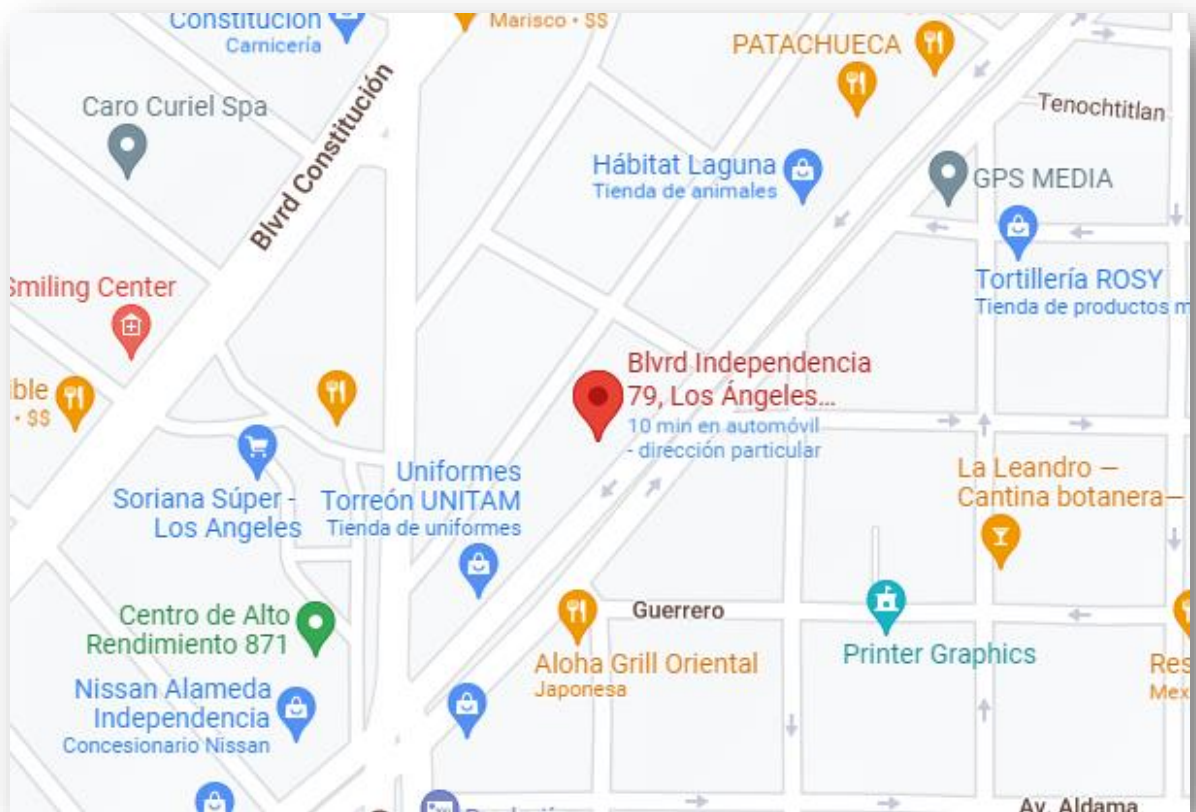 Constitución
Carnicería
Marisco • $$
PATACHUECA
Caro Curiel Spa
Blvrd Constitución
Tenochtitlan
Hábitat Laguna
Tienda de animales
GPS MEDIA
Smiling Center
Tortillería ROSY
Tienda de productos m
Blvrd Independencia
79, Los Ángeles...
10 min en automóvil
- dirección particular
ible
• $$
Uniformes
Torreón UNITAM
Tienda de uniformes
La Leandro —
Cantina botanera—
Soriana Súper -
Los Angeles
Centro de Alto
Rendimiento 871
Guerrero
Aloha Grill Oriental
Japonesa
Printer Graphics
Res
Mex
Nissan Alameda
Independencia
Concesionario Nissan
Av. Aldama